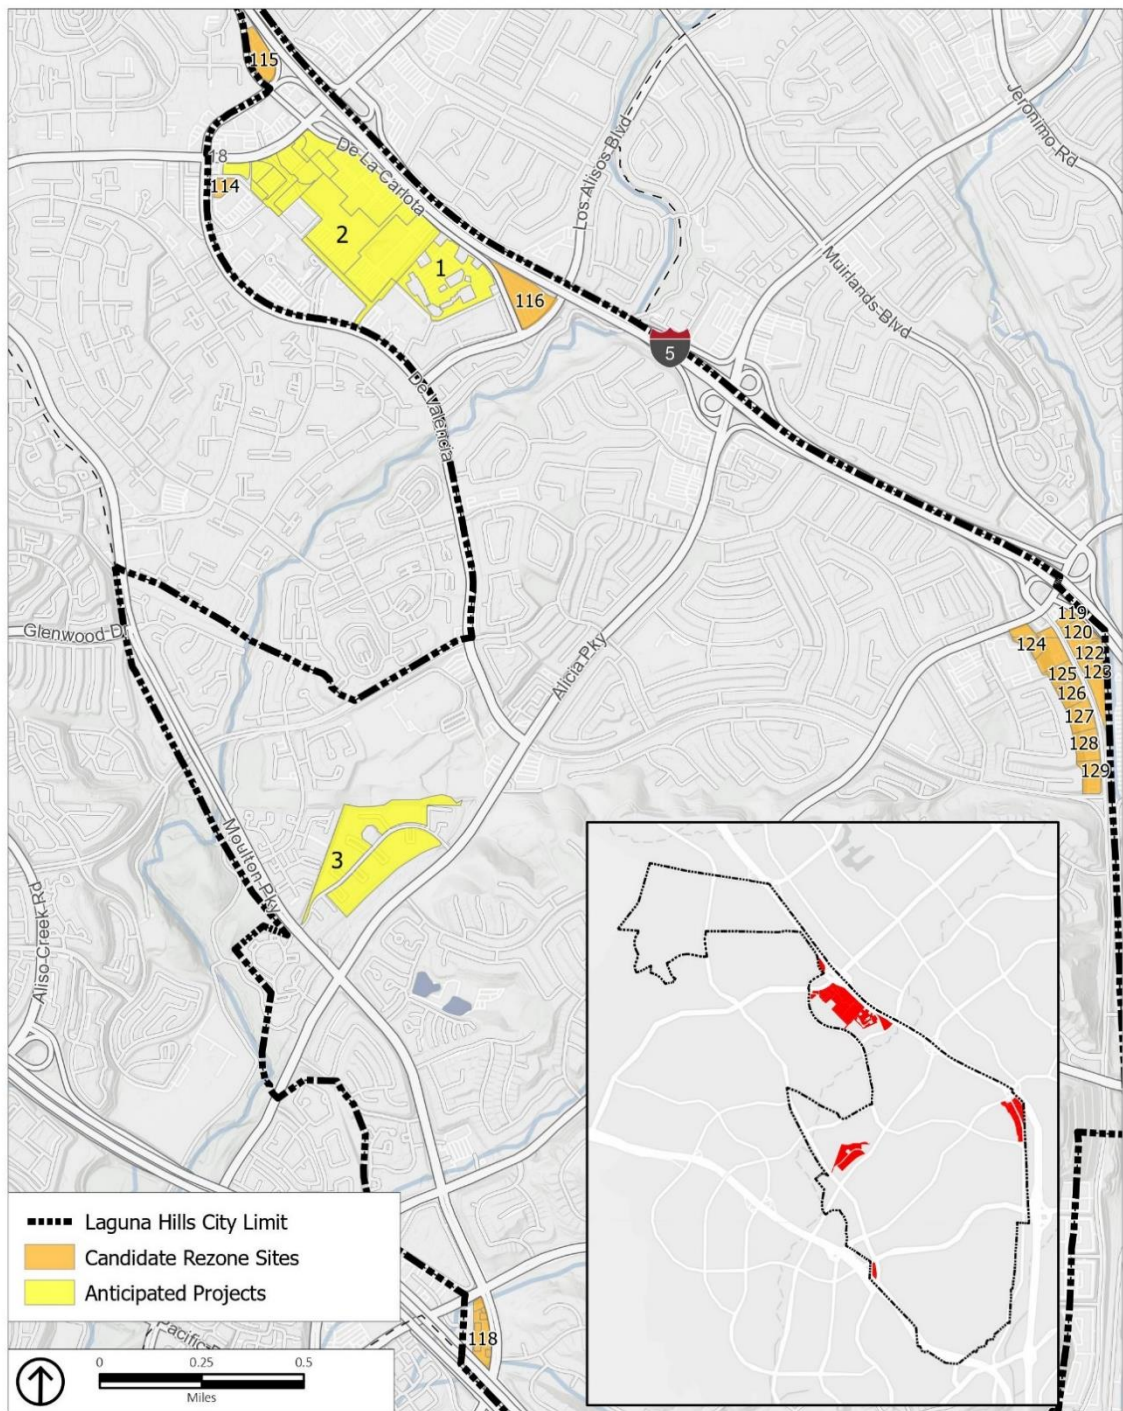 115
De La Carlota
Los Alisos Blvd
Jeronimo Rd
18
114
2
1
116
Muirlands Blvd
5
De Valencia
119
Glenwood D
120
124
122
123
125
126
127
128
129
Alicia Pky
Moulton Pky
3
Aliso Creek Rd
Laguna Hills City Limit
Candidate Rezone Sites
Anticipated Projects
118
Pacific
0 0.25 0.5
Miles